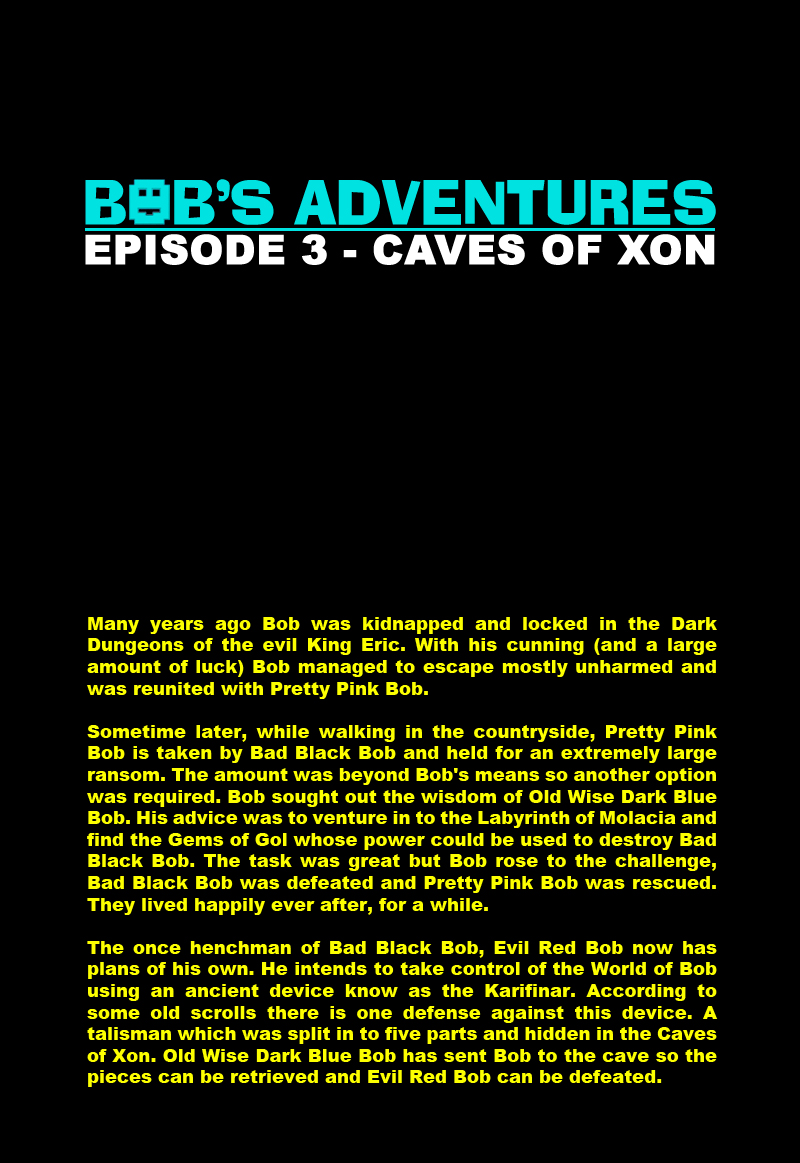 BOB'S ADVENTURES
EPISODE 3 - CAVES OF XON
Many years ago Bob was kidnapped and locked in the Dark
Dungeons of the evil King Eric. With his cunning (and a large
amount of luck) Bob managed to escape mostly unharmed and
was reunited with Pretty Pink Bob.
Sometime later, while walking in the countryside, Pretty Pink
Bob is taken by Bad Black Bob and held for an extremely large
ransom. The amount was beyond Bob's means so another option
was required. Bob sought out the wisdom of Old Wise Dark Blue
Bob. His advice was to venture in to the Labyrinth of Molacia and
find the Gems of Gol whose power could be used to destroy Bad
Black Bob. The task was great but Bob rose to the challenge,
Bad Black Bob was defeated and Pretty Pink Bob was rescued.
They lived happily ever after, for a while.
The once henchman of Bad Black Bob, Evil Red Bob now has
plans of his own. He intends to take control of the World of Bob
using an ancient device know as the Karifinar. According to
some old scrolls there is one defense against this device. A
talisman which was split in to five parts and hidden in the Caves
of Xon. Old Wise Dark Blue Bob has sent Bob to the cave so the
pieces can be retrieved and Evil Red Bob can be defeated.